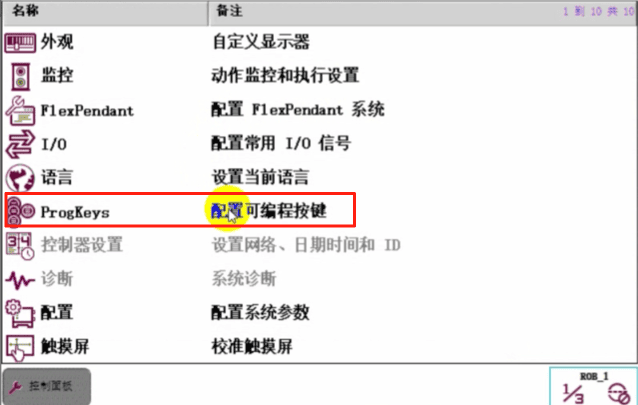 名称 备注 1 到 10 共 10
外观 自定义显示器
监控 动作监控和执行设置
FlexPendant 配置 FlexPendant 系统
I/O 配置常用 I/O 信号
语言 设置当前语言
ProgKeys 配置可编程按键
控制器设置 设置网络、日期时间和 ID
诊断 系统诊断
配置 配置系统参数
触摸屏 校准触摸屏
控制面板 ROB_1
1/3